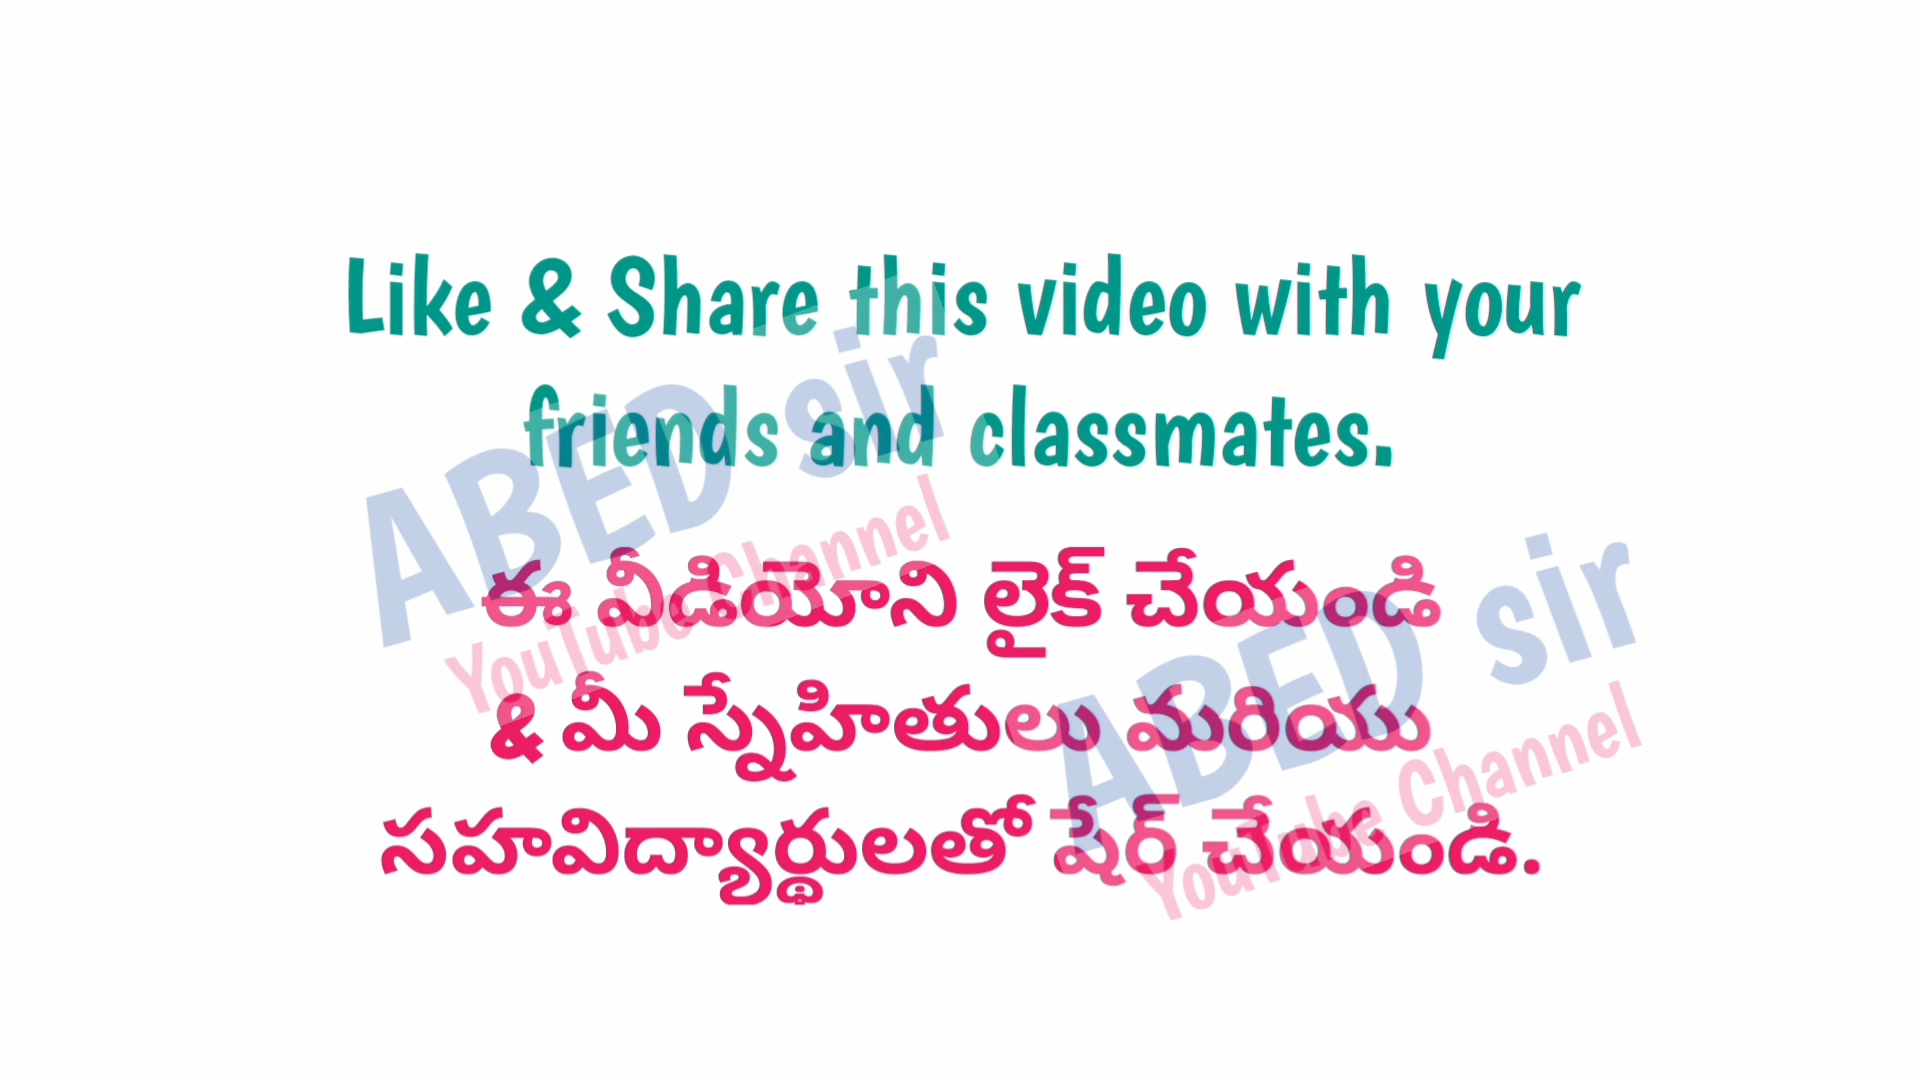 Like & Share this video with your
friends and classmates.
ఈ వీడియోని లైక్ చేయండి
& మీ స్నేహితులు మరియు
సహవిద్యార్థులతో షేర్ చేయండి.
ABED sir
YouTube Channel
ABED sir
YouTube Channel